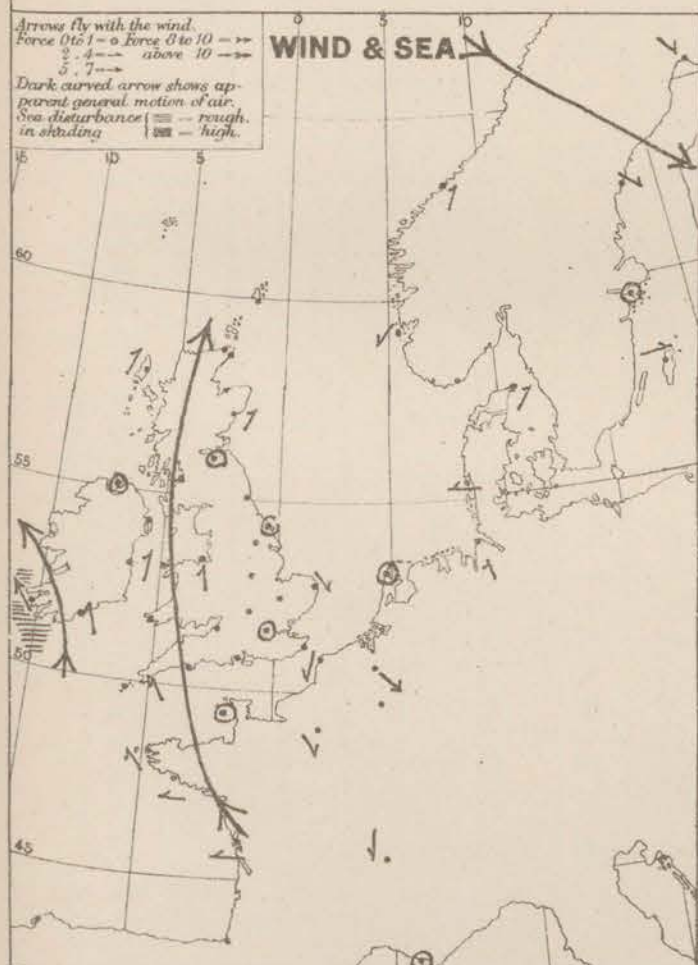 Arrows fly with the wind.
Force 0 to 1 — o Force 8 to 10 —
2 . 4 — above 10 —
5 . 7 —
Dark curved arrow shows ap-
parent general motion of air.
Sea disturbance { — rough.
in shading { — high.
WIND & SEA.
0
10
15
10
5
60
55
50
45